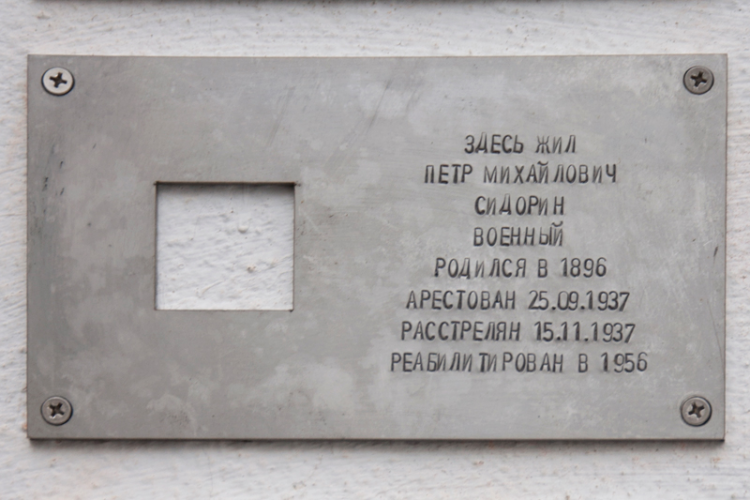 ЗДЕСЬ ЖИЛ
ПЕТР МИХАЙЛОВИЧ
СИДОРИН
ВОЕННЫЙ
РОДИЛСЯ В 1896
АРЕСТОВАН 25.09.1937
РАССТРЕЛЯН 15.11.1937
РЕАБИЛИТИРОВАН В 1956